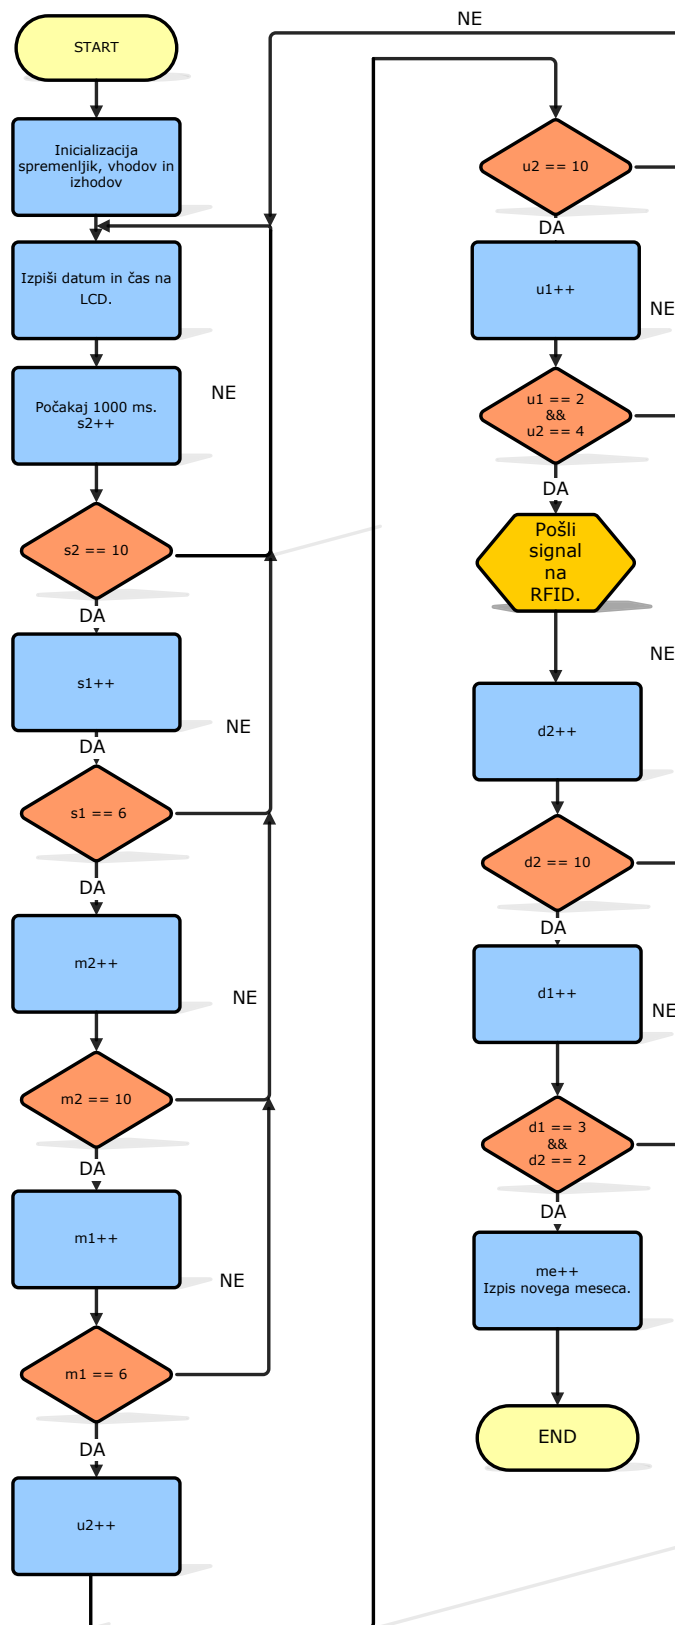 START
Inicializacija
spremenljik, vhodov in
izhodov
Izpiši datum in čas na
LCD.
NE
Počakaj 1000 ms.
s2++
s2 == 10
DA
s1++
NE
DA
s1 == 6
DA
m2++
NE
m2 == 10
DA
m1++
NE
m1 == 6
DA
u2++
NE
u2 == 10
DA
u1++
NE
u1 == 2
&&
u2 == 4
DA
Pošli
signal
na
RFID.
NE
d2++
d2 == 10
DA
d1++
NE
d1 == 3
&&
d2 == 2
DA
me++
Izpis novega meseca.
END